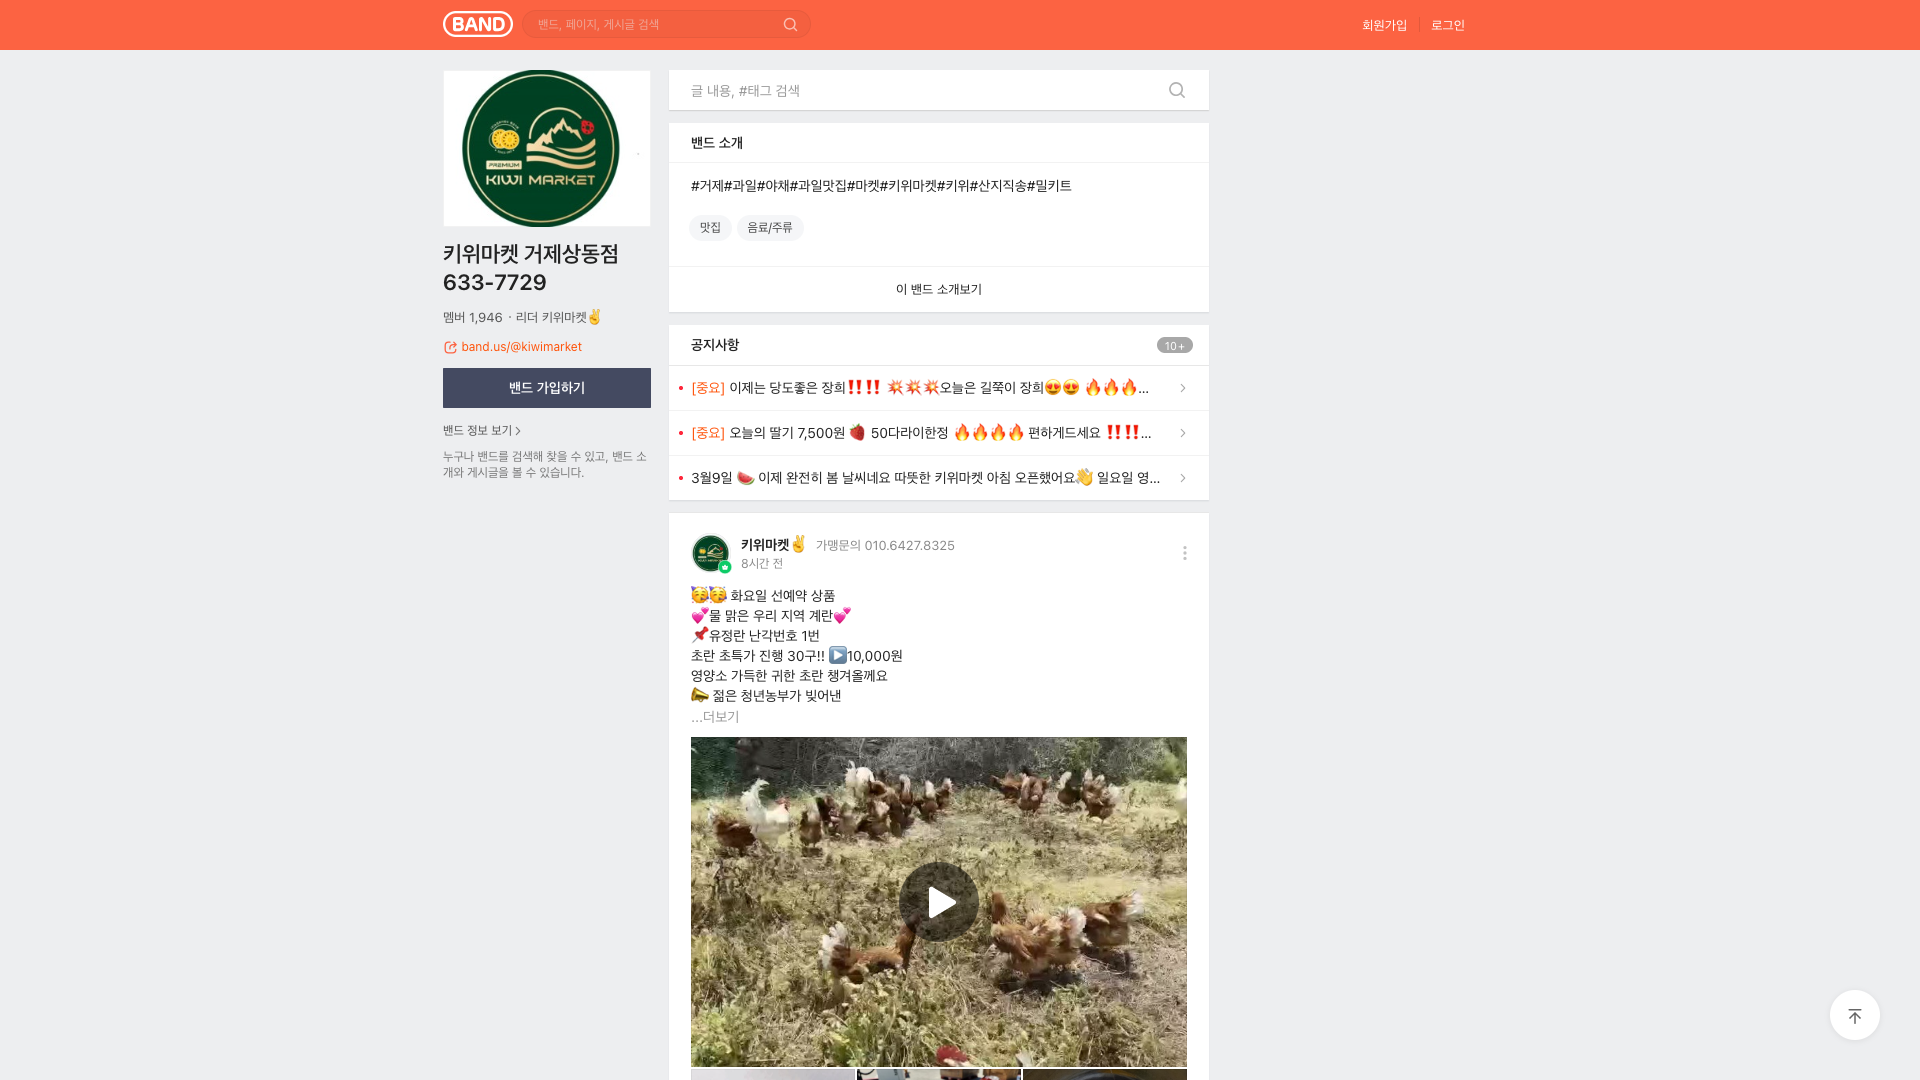 BAND
밴드, 페이지, 게시글 검색
회원가입
로그인
PREMIUM
KIWI MARKET
키위마켓 거제상동점
633-7729
멤버 1,946 · 리더 키위마켓✌
band.us/@kiwimarket
밴드 가입하기
밴드 정보 보기
누구나 밴드를 검색해 찾을 수 있고, 밴드 소
개와 게시글을 볼 수 있습니다.
글 내용, #태그 검색
밴드 소개
#거제#과일#야채#과일맛집#마켓#키위마켓#키위#산지직송#밀키트
맛집
음료/주류
이 밴드 소개보기
공지사항
10+
[중요] 이제는 당도좋은 장희‼‼ 💥💥💥오늘은 길쭉이 장희😍😍 🔥🔥🔥...
[중요] 오늘의 딸기 7,500원 🍓 50다라이한정 🔥🔥🔥🔥 편하게드세요 ‼‼...
3월9일 🍉 이제 완전히 봄 날씨네요 따뜻한 키위마켓 아침 오픈했어요👋 일요일 영...
키위마켓✌ 가맹문의 010.6427.8325
8시간 전
🥳🥳 화요일 선예약 상품
💕물 맑은 우리 지역 계란💕
📌유정란 난각번호 1번
초란 초특가 진행 30구!! ▶10,000원
영양소 가득한 귀한 초란 챙겨올께요
📣 젊은 청년농부가 빚어낸
...더보기